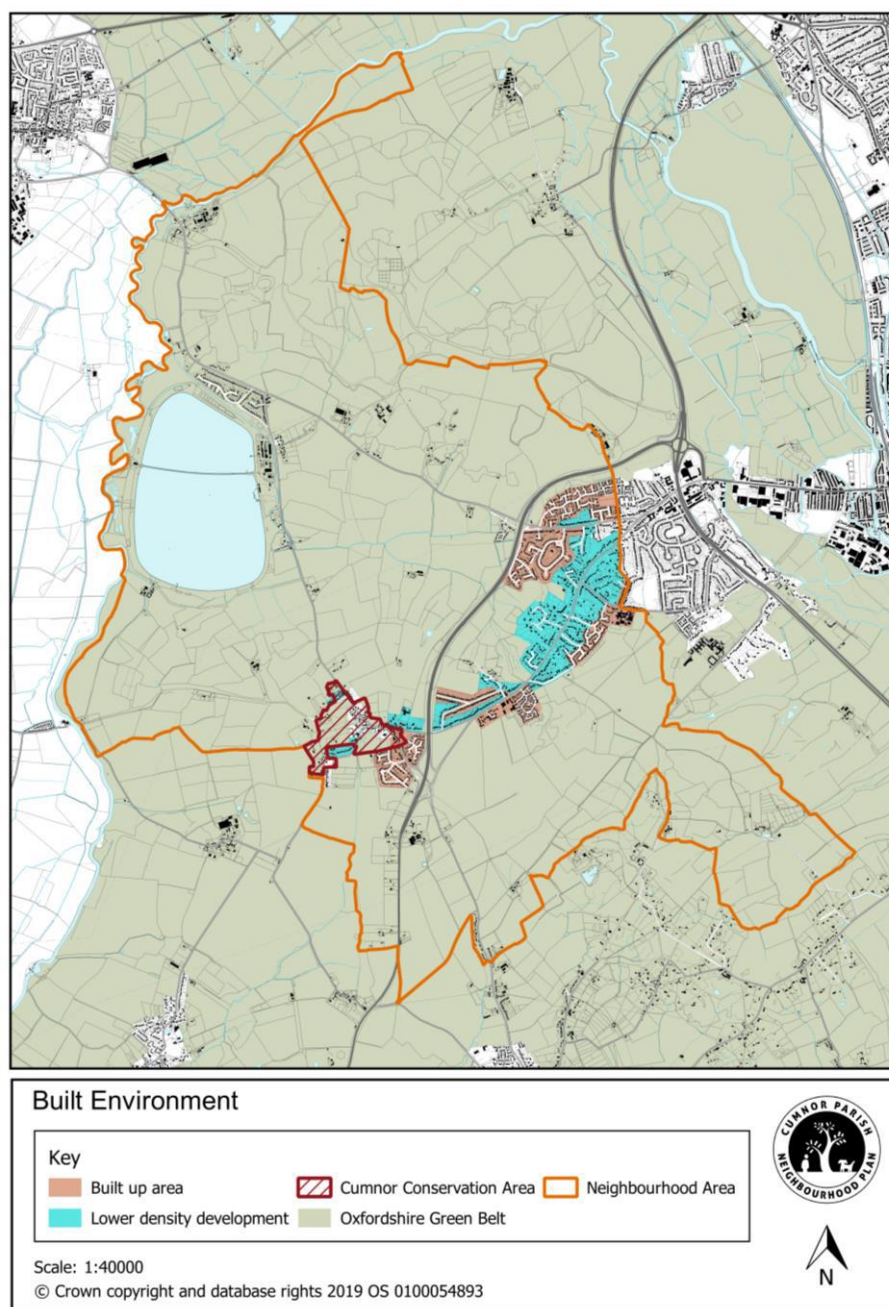 Built Environment
Key
Built up area
Cumnor Conservation Area
Neighbourhood Area
Lower density development
Oxfordshire Green Belt
Scale: 1:40000
© Crown copyright and database rights 2019 OS 0100054893
CUMNOR PARISH
NEIGHBOURHOOD PLAN
N